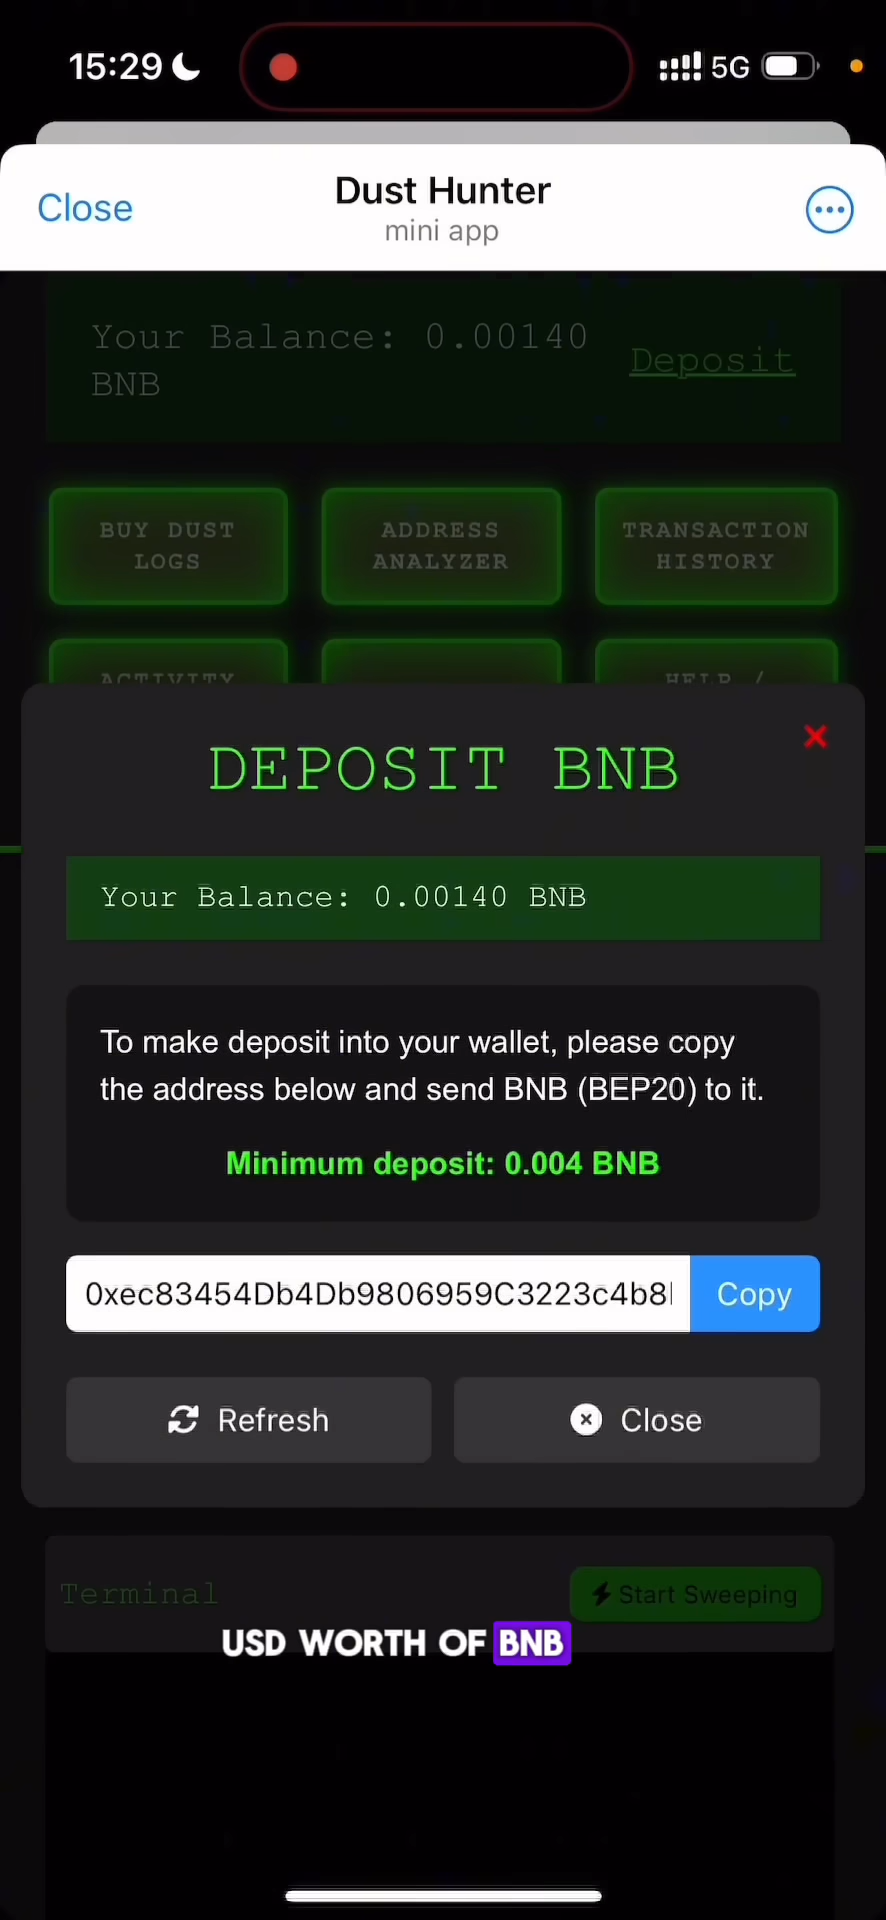 15:29
5G
Close
Dust Hunter
mini app
Your Balance: 0.00140
BNB
Deposit
BUY DUST
LOGS
ADDRESS
ANALYZER
TRANSACTION
HISTORY
ACTIVITY
HELP /
DEPOSIT BNB
Your Balance: 0.00140 BNB
To make deposit into your wallet, please copy
the address below and send BNB (BEP20) to it.
Minimum deposit: 0.004 BNB
0xec83454Db4Db9806959C3223c4b8
Copy
Refresh
Close
Terminal
Start Sweeping
USD WORTH OF BNB